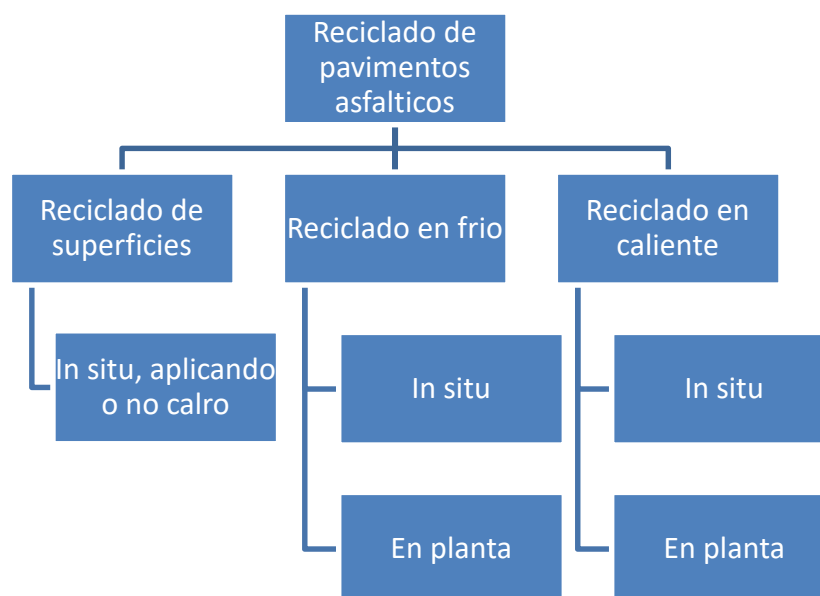 Reciclado de
pavimentos
asfalticos
Reciclado de
superficies
Reciclado en frio
Reciclado en
caliente
In situ, aplicando
o no calro
In situ
In situ
En planta
En planta